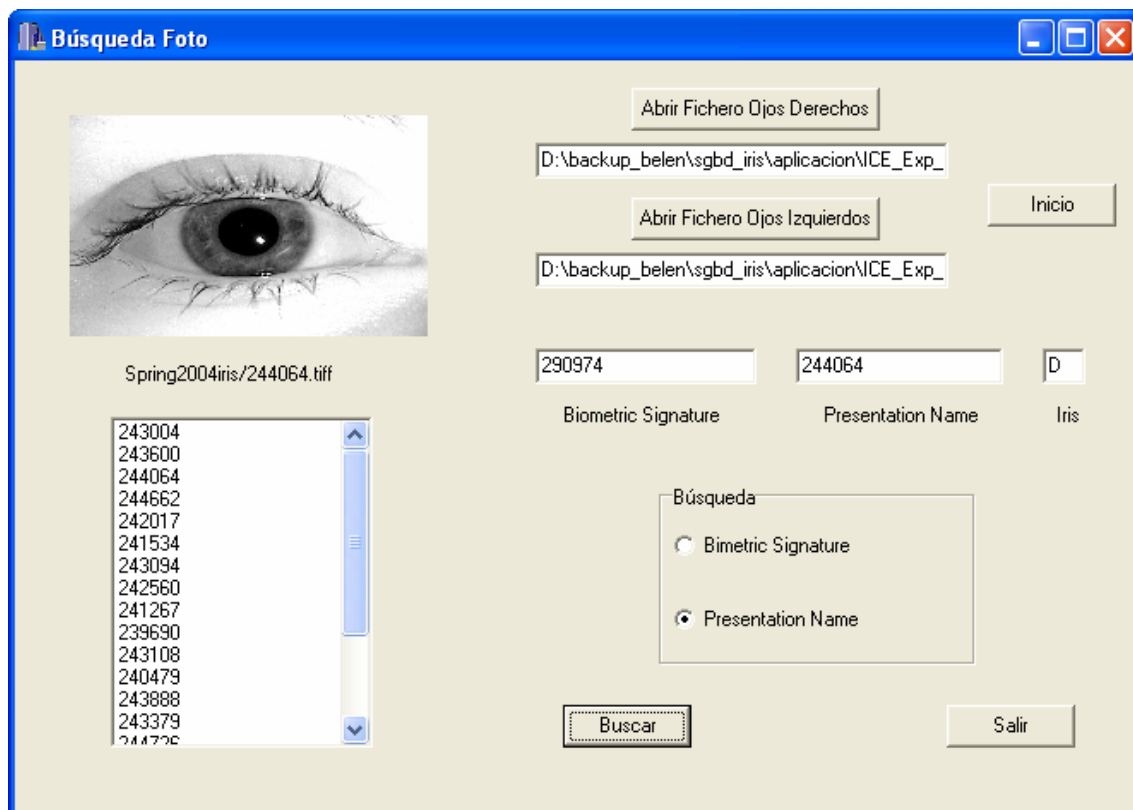 Búsqueda Foto
Abrir Fichero Ojos Derechos
D:\backup_belen\sgbd_iris\aplicacion\ICE_Exp_
Abrir Fichero Ojos Izquierdos
D:\backup_belen\sgbd_iris\aplicacion\ICE_Exp_
Inicio
Spring2004iris/244064.tiff
290974
244064
D
Biometric Signature
Presentation Name
Iris
243004
243600
244064
244662
242017
241534
243094
242560
241267
239690
243108
240479
243888
243379
244726
Búsqueda
Bimetric Signature
Presentation Name
Buscar
Salir